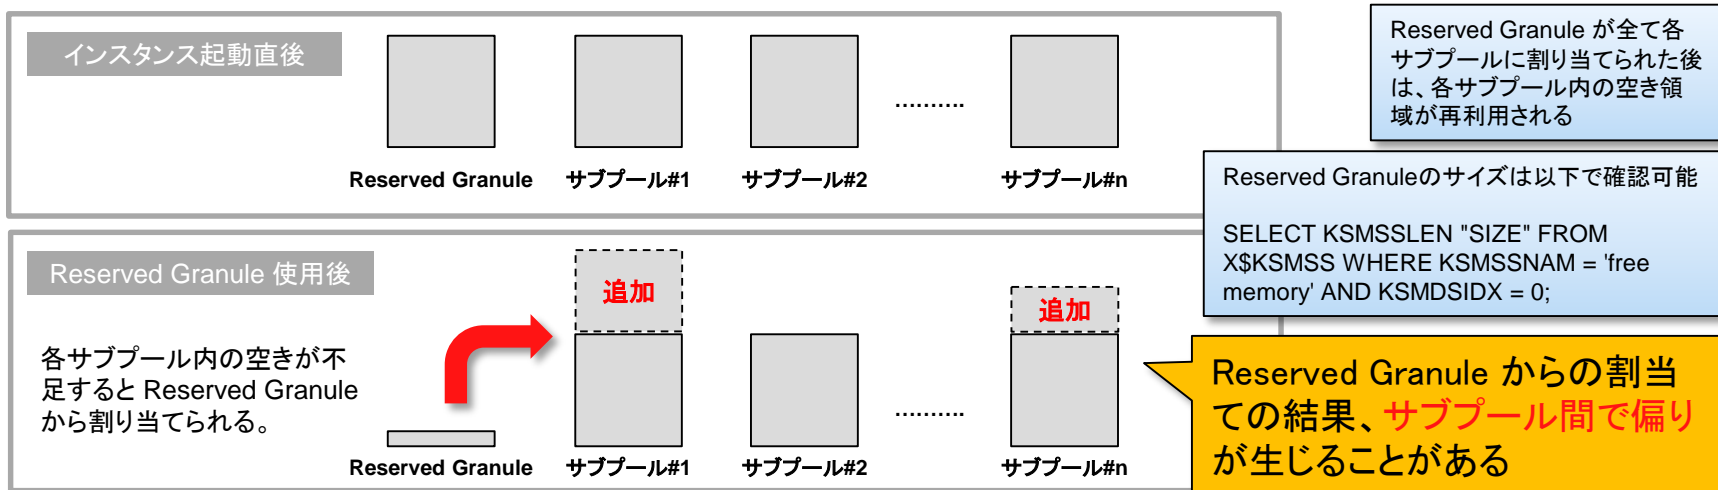 インスタンス起動直後
Reserved Granule
サブプール#1
サブプール#2
..........
サブプール#n
Reserved Granule が全て各
サブプールに割り当てられた後
は、各サブプール内の空き領
域が再利用される
Reserved Granuleのサイズは以下で確認可能
SELECT KSMSSLEN "SIZE" FROM
X$KSMSS WHERE KSMSSNAM = 'free
memory' AND KSMDSIDX = 0;
Reserved Granule 使用後
各サブプール内の空きが不
足すると Reserved Granule
から割り当てられる。
追加
追加
..........
Reserved Granule
サブプール#1
サブプール#2
サブプール#n
Reserved Granule からの割当
ての結果、サブプール間で偏り
が生じることがある